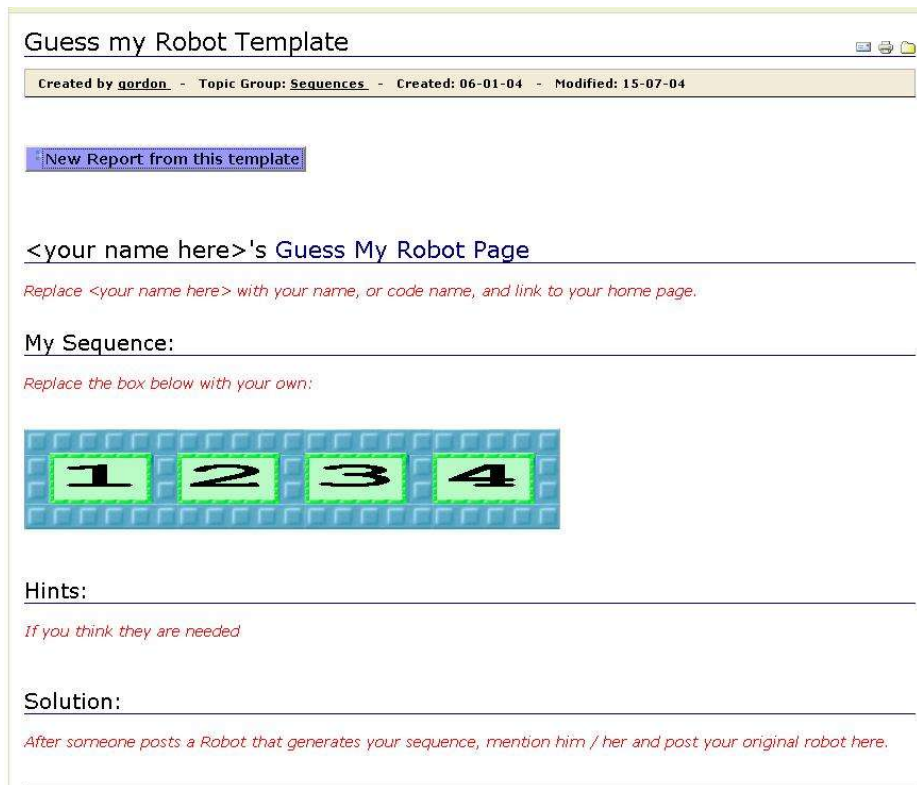 Guess my Robot Template
Created by gordon - Topic Group: Sequences - Created: 06-01-04 - Modified: 15-07-04
New Report from this template
<your name here>'s Guess My Robot Page
Replace <your name here> with your name, or code name, and link to your home page.
My Sequence:
Replace the box below with your own:
1 2 3 4
Hints:
If you think they are needed
Solution:
After someone posts a Robot that generates your sequence, mention him / her and post your original robot here.